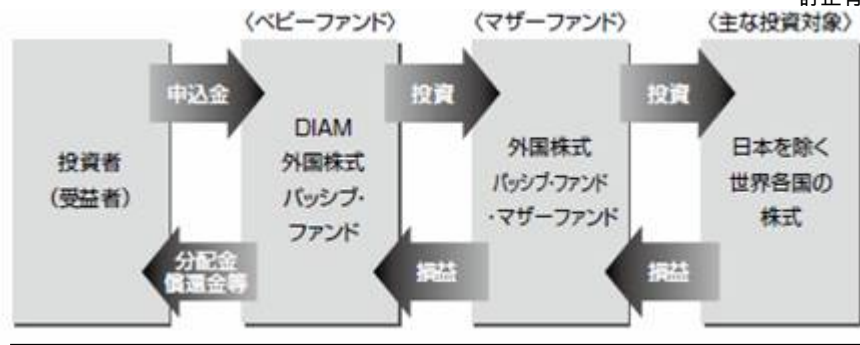 〈ベビーファンド〉
〈マザーファンド〉
〈主な投資対象〉
投資者
（受益者）
申込金
分配金
償還金等
DIAM
外国株式
パッシブ・
ファンド
投資
損益
外国株式
パッシブ・ファンド
・マザーファンド
投資
損益
日本を除く
世界各国の
株式